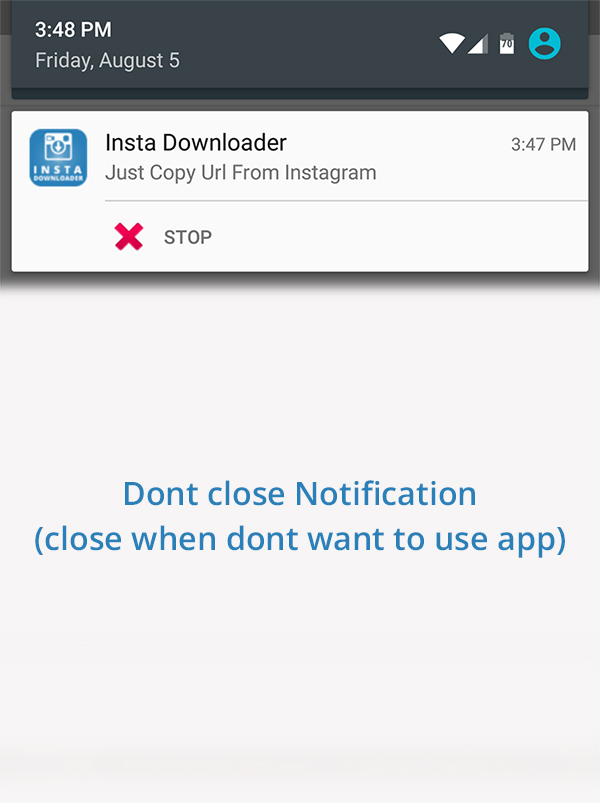 3:48 PM
Friday, August 5
70
Insta Downloader
3:47 PM
Just Copy Url From Instagram
INSTA
DOWNLOADER
STOP
Dont close Notification
(close when dont want to use app)